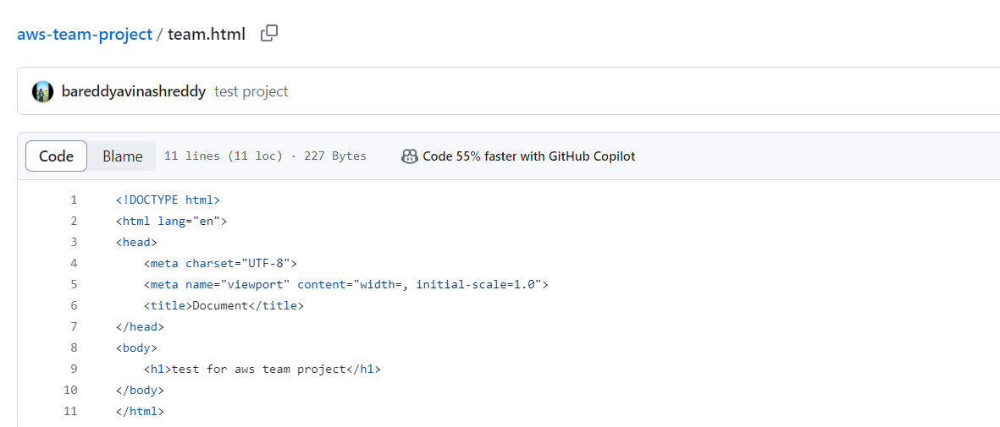 aws-team-project / team.html
bareddyavinashreddy test project
Code Blame 11 lines (11 loc) · 227 Bytes Code 55% faster with GitHub Copilot
1 <!DOCTYPE html>
2 <html lang="en">
3 <head>
4     <meta charset="UTF-8">
5     <meta name="viewport" content="width=, initial-scale=1.0">
6     <title>Document</title>
7 </head>
8 <body>
9     <h1>test for aws team project</h1>
10 </body>
11 </html>